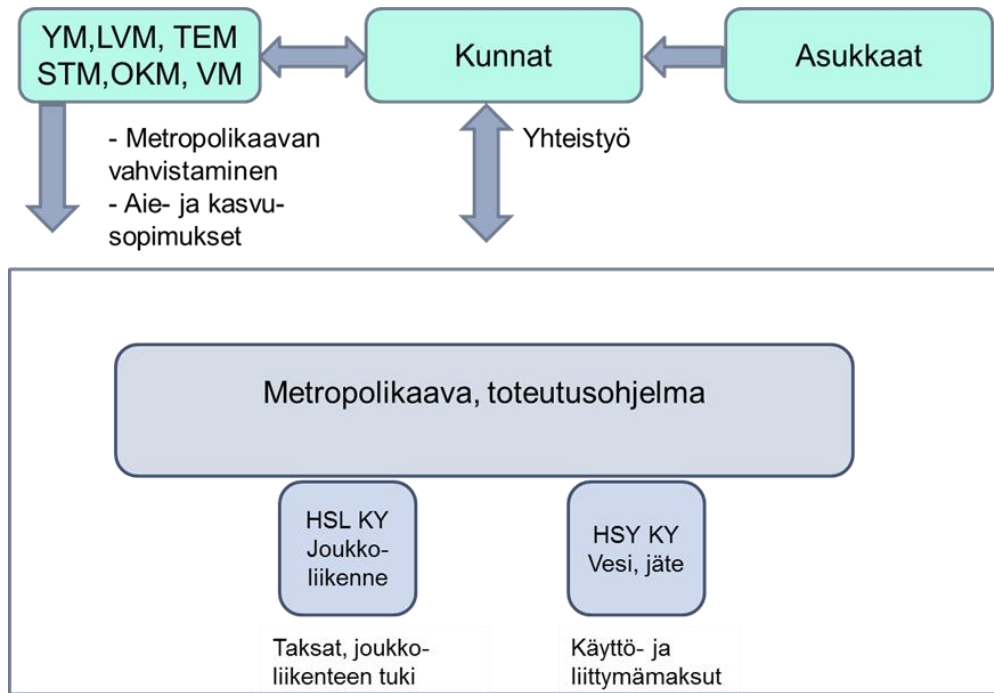 YM,LVM, TEM
STM,OKM, VM
Kunnat
Asukkaat
- Metropolikaavan
vahvistaminen
- Aie- ja kasvu-
sopimukset
Yhteistyö
Metropolikaava, toteutusohjelma
HSL KY
Joukko-
liikenne
HSY KY
Vesi, jäte
Taksat, joukko-
liikenteen tuki
Käyttö- ja
liittymämaksut